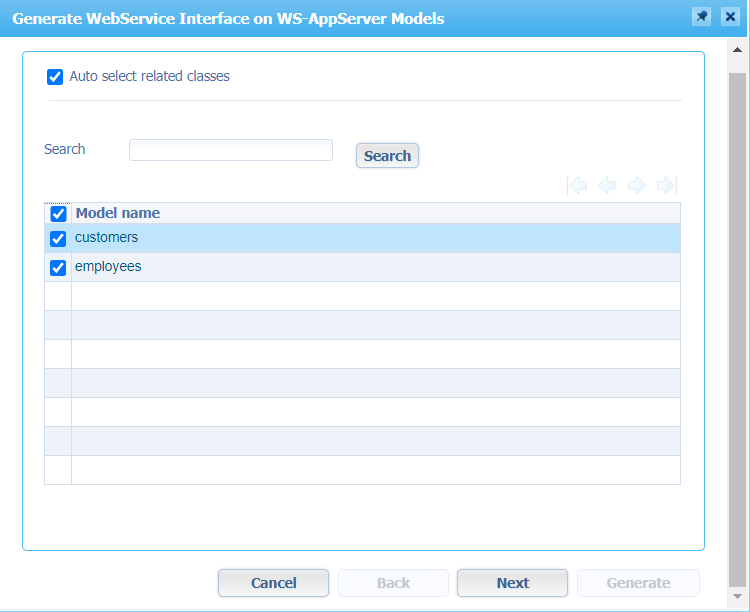 Generate WebService Interface on WS-AppServer Models
Auto select related classes
Search Search
Model name
customers
employees
Cancel Back Next Generate